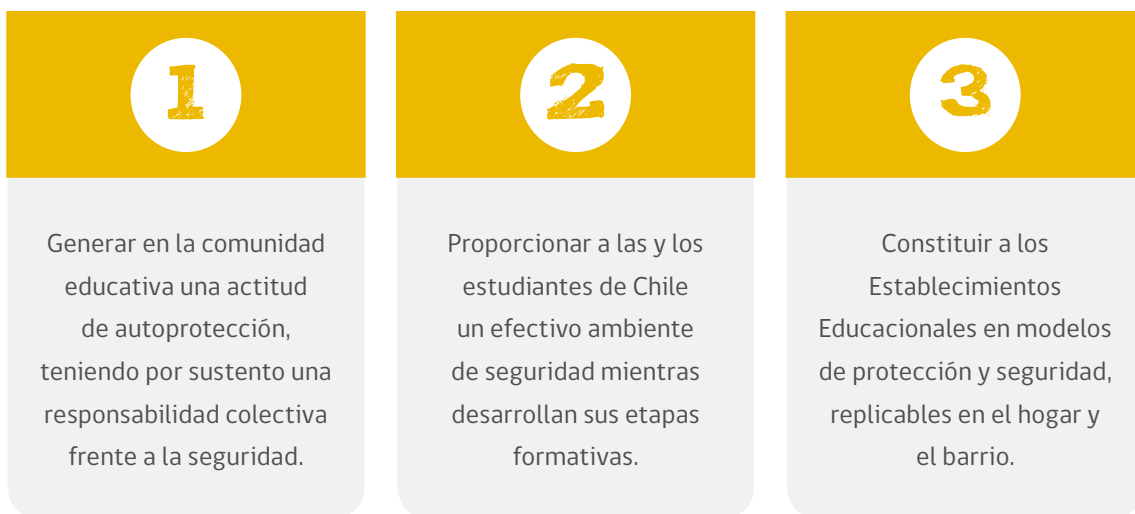 1
Generar en la comunidad
educativa una actitud
de autoprotección,
teniendo por sustento una
responsabilidad colectiva
frente a la seguridad.
2
Proporcionar a las y los
estudiantes de Chile
un efectivo ambiente
de seguridad mientras
desarrollan sus etapas
formativas.
3
Constituir a los
Establecimientos
Educacionales en modelos
de protección y seguridad,
replicables en el hogar y
el barrio.